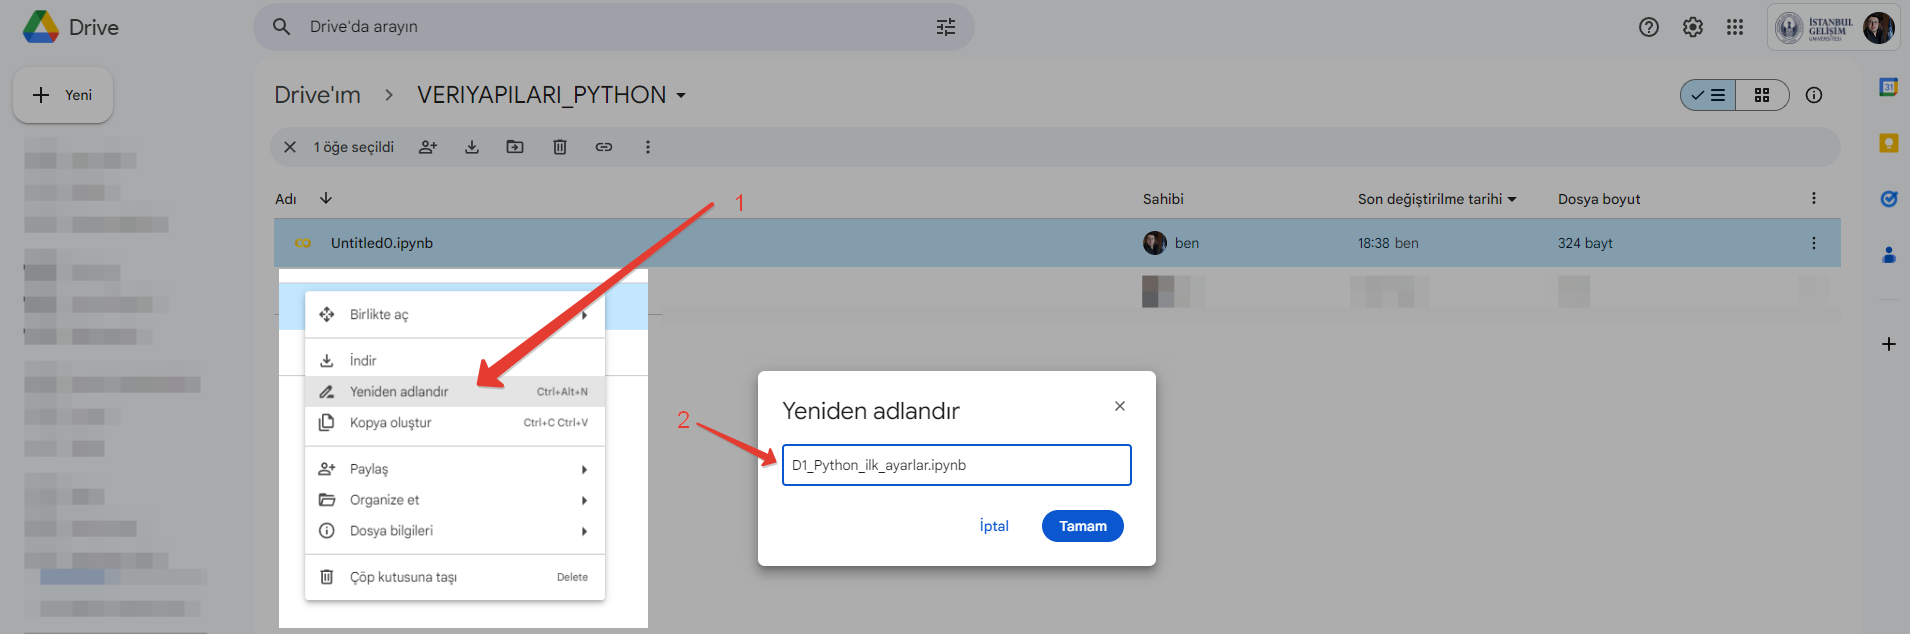 Drive
Drive'da arayın
İSTANBUL
GELİŞİM
ÜNİVERSİTESİ
Yeni
Drive'ım > VERIYAPILARI_PYTHON
1 öğe seçildi
Adı Sahibi Son değiştirilme tarihi Dosya boyut
1
Untitled0.ipynb ben 18:38 ben 324 bayt
Birlikte aç
İndir
Yeniden adlandır Ctrl+Alt+N
Kopya oluştur Ctrl+C Ctrl+V
Paylaş
Organize et
Dosya bilgileri
Çöp kutusuna taşı Delete
2
Yeniden adlandır
D1_Python_ilk_ayarlar.ipynb
İptal Tamam
31